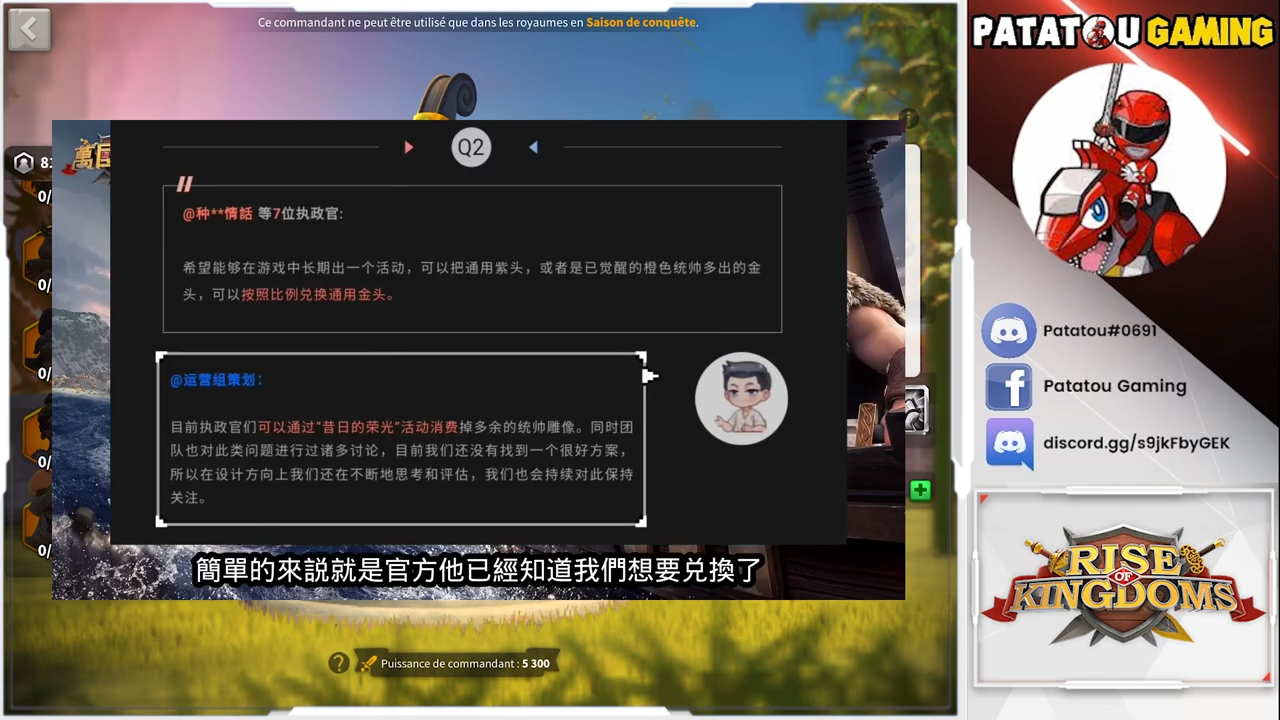 Ce commandant ne peut être utilisé que dans les royaumes en Saison de conquête.
PATATOU GAMING
Q2
@种**情話 等7位执政官:
希望能够在游戏中长期出一个活动，可以把通用紫头，或者是已觉醒的橙色统帅多出的金
头，可以按照比例兑换通用金头。
@运营组策划：
目前执政官们可以通过“昔日的荣光”活动消费掉多余的统帅雕像。同时团
队也对此类问题进行过诸多讨论，目前我们还没有找到一个很好方案，
所以在设计方向上我们还在不断地思考和评估，我们也会持续对此保持
关注。
簡單的來説就是官方他已經知道我們想要兑換了
0/
0/
0/
0/
0/
Puissance de commandant : 5 300
Patatou#0691
Patatou Gaming
discord.gg/s9jkFbyGEK
RISE
OF
KINGDOMS